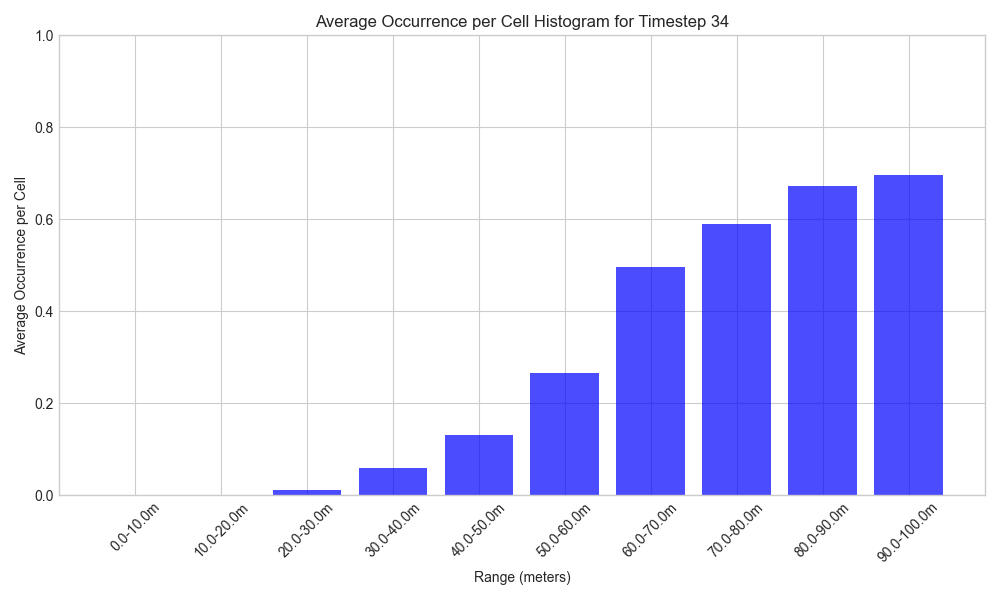 Average Occurrence per Cell Histogram for Timestep 34
1.0
0.8
0.6
0.4
0.2
0.0
Average Occurrence per Cell
0.0-10.0m
10.0-20.0m
20.0-30.0m
30.0-40.0m
40.0-50.0m
50.0-60.0m
60.0-70.0m
70.0-80.0m
80.0-90.0m
90.0-100.0m
Range (meters)